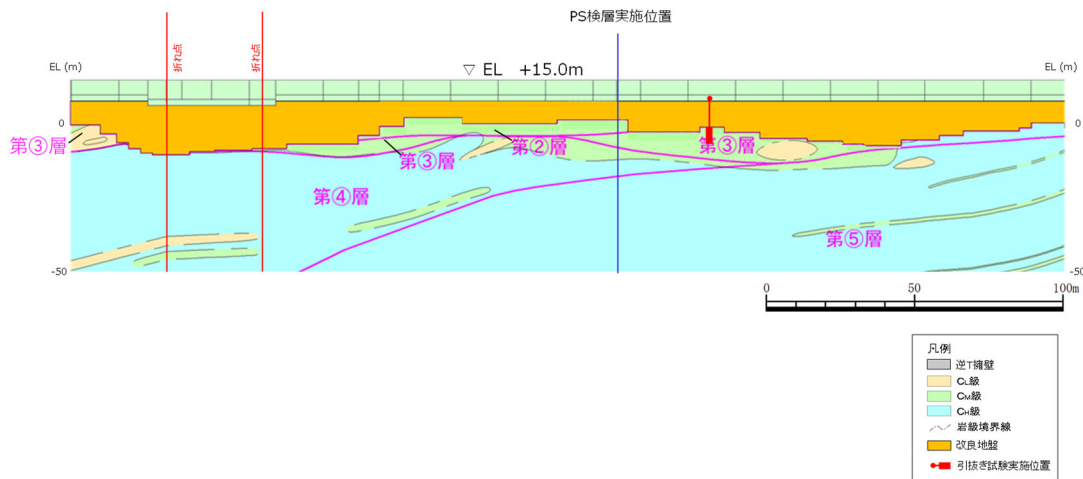 PS検層実施位置
EL (m)
折れ点
折れ点
▽ EL +15.0m
EL (m)
0
0
第③層
第③層
第②層
第③層
第④層
第⑤層
-50
-50
0
50
100m
凡例
逆T擁壁
CL級
CM級
CH級
岩級境界線
改良地盤
引抜き試験実施位置